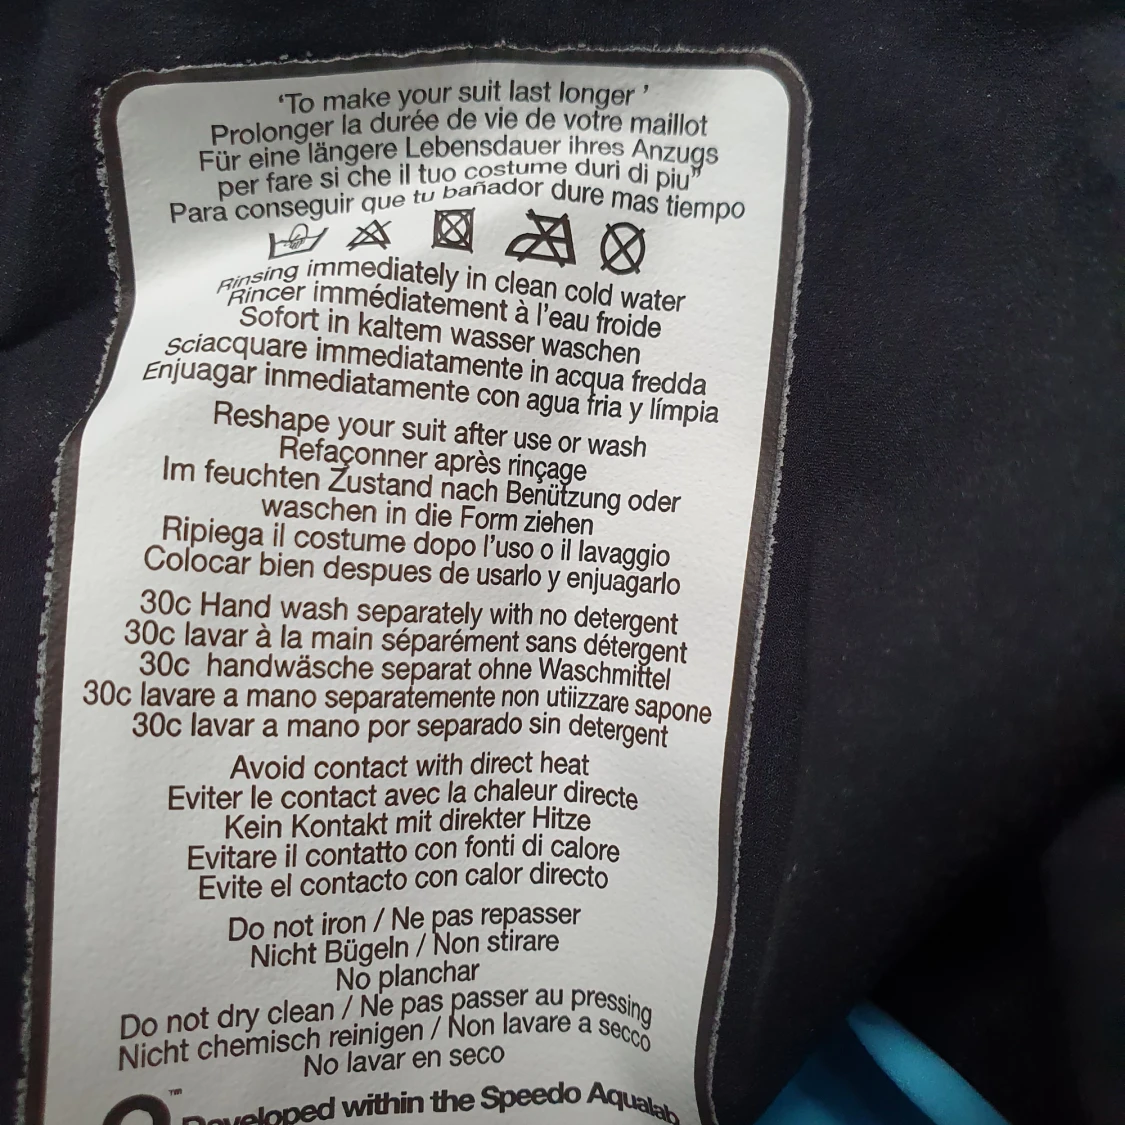 ‘To make your suit last longer ’
Prolonger la durée de vie de votre maillot
Für eine längere Lebensdauer ihres Anzugs
per fare si che il tuo costume duri di piu”
Para conseguir que tu bañador dure mas tiempo
Rinsing immediately in clean cold water
Rincer immédiatement à l’eau froide
Sofort in kaltem wasser waschen
Sciacquare immediatamente in acqua fredda
Enjuagar inmediatamente con agua fria y límpia
Reshape your suit after use or wash
Refaçonner après rinçage
Im feuchten Zustand nach Benützung oder
waschen in die Form ziehen
Ripiega il costume dopo l’uso o il lavaggio
Colocar bien despues de usarlo y enjuagarlo
30c Hand wash separately with no detergent
30c lavar à la main séparément sans détergent
30c handwäsche separat ohne Waschmittel
30c lavare a mano separatemente non utiizzare sapone
30c lavar a mano por separado sin detergent
Avoid contact with direct heat
Eviter le contact avec la chaleur directe
Kein Kontakt mit direkter Hitze
Evitare il contatto con fonti di calore
Evite el contacto con calor directo
Do not iron / Ne pas repasser
Nicht Bügeln / Non stirare
No planchar
Do not dry clean / Ne pas passer au pressing
Nicht chemisch reinigen / Non lavare a secco
No lavar en seco
™
Developed within the Speedo Aqualab